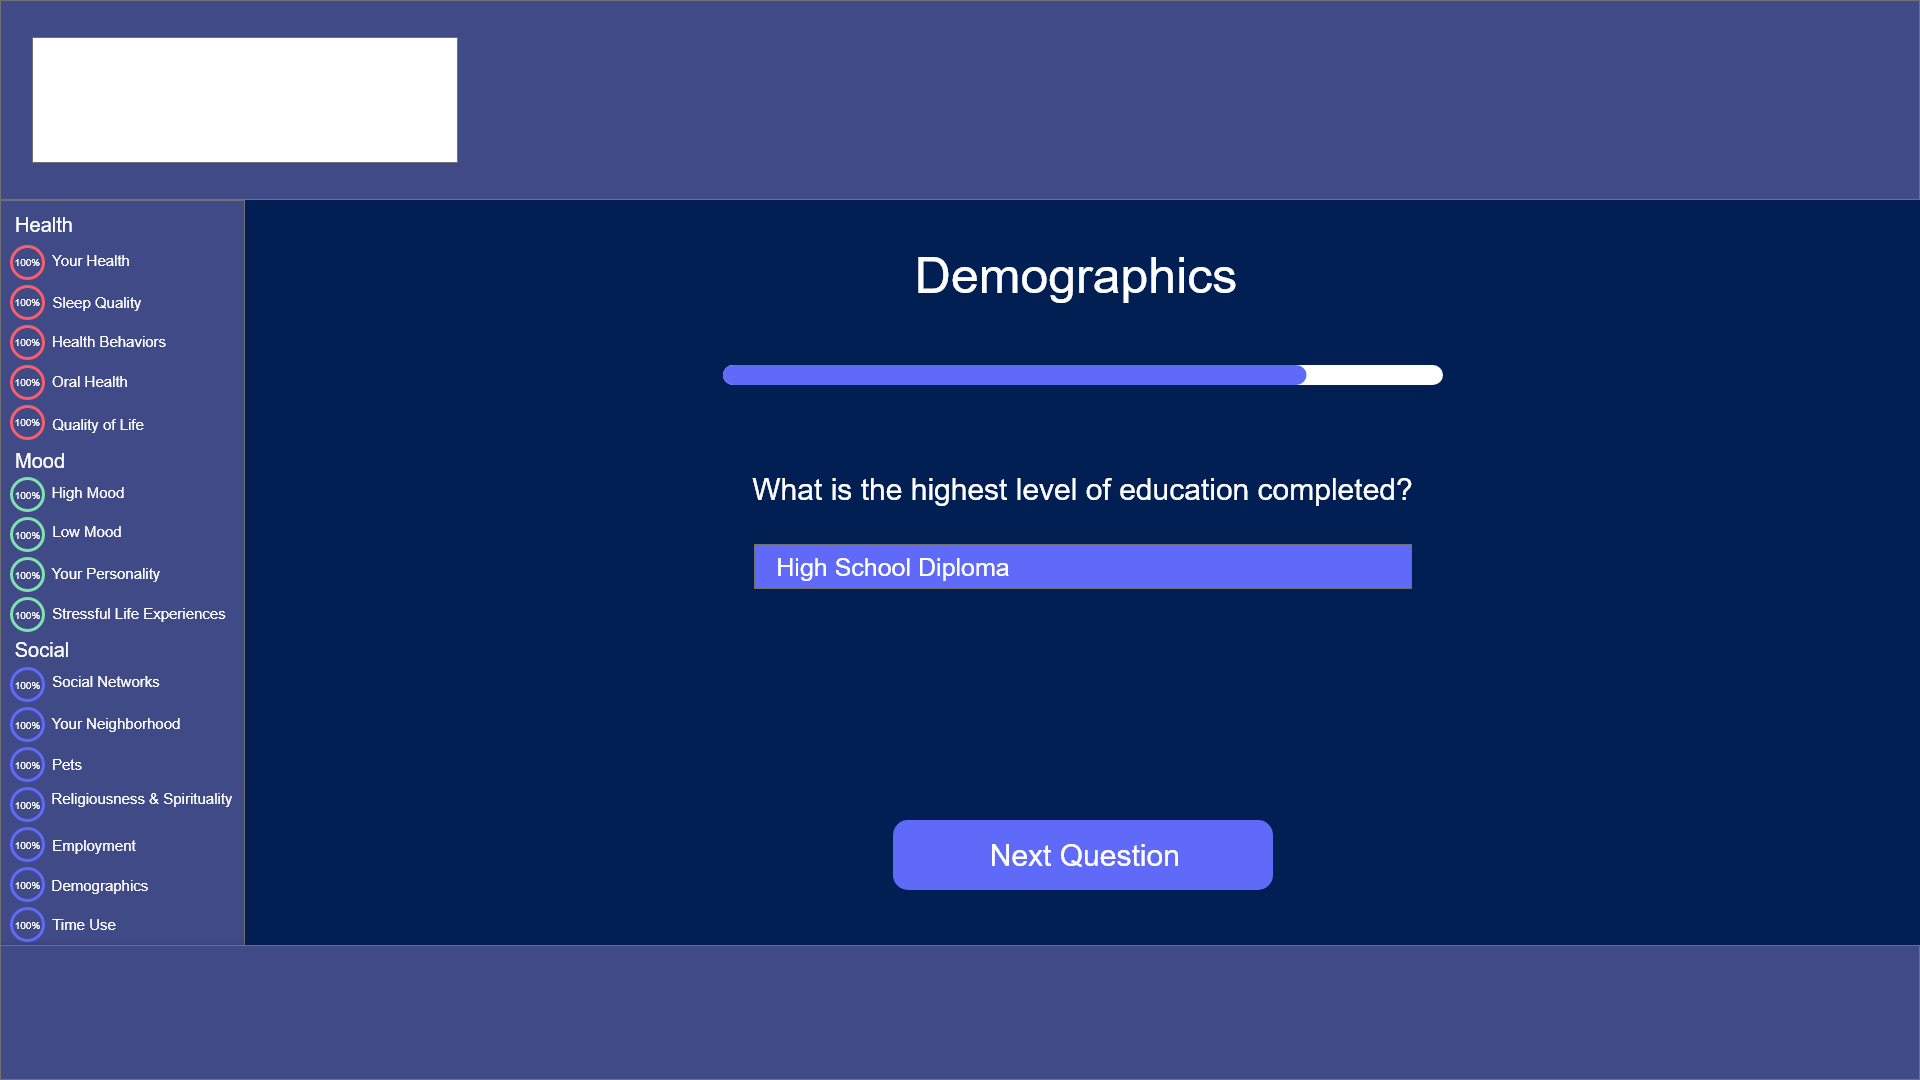 Health
100% Your Health
100% Sleep Quality
100% Health Behaviors
100% Oral Health
100% Quality of Life
Mood
100% High Mood
100% Low Mood
100% Your Personality
100% Stressful Life Experiences
Social
100% Social Networks
100% Your Neighborhood
100% Pets
100% Religiousness & Spirituality
100% Employment
100% Demographics
100% Time Use
Demographics
What is the highest level of education completed?
High School Diploma
Next Question